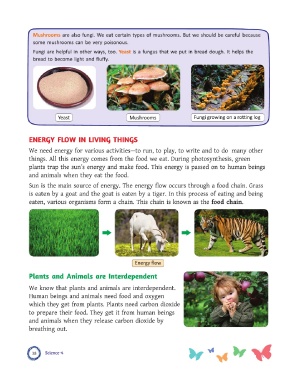 Mushrooms are also fungi. We eat certain types of mushrooms. But we should be careful because
some mushrooms can be very poisonous.
Fungi are helpful in other ways, too. Yeast is a fungus that we put in bread dough. It helps the
bread to become light and fluffy.
Yeast
Mushrooms
Fungi growing on a rotting log
ENERGY FLOW IN LIVING THINGS
We need energy for various activities—to run, to play, to write and to do many other
things. All this energy comes from the food we eat. During photosynthesis, green
plants trap the sun's energy and make food. This energy is passed on to human beings
and animals when they eat the food.
Sun is the main source of energy. The energy flow occurs through a food chain. Grass
is eaten by a goat and the goat is eaten by a tiger. In this process of eating and being
eaten, various organisms form a chain. This chain is known as the food chain.
Energy flow
Plants and Animals are Interdependent
We know that plants and animals are interdependent.
Human beings and animals need food and oxygen
which they get from plants. Plants need carbon dioxide
to prepare their food. They get it from human beings
and animals when they release carbon dioxide by
breathing out.
Science 4